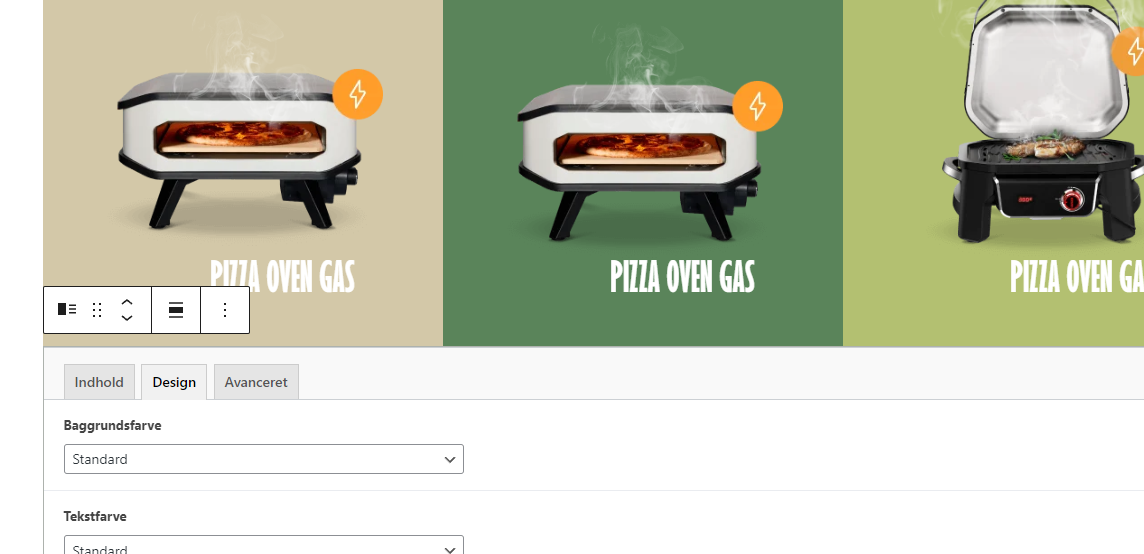 PIZZA OVEN GAS
PIZZA OVEN GAS
PIZZA OVEN GA
Indhold
Design
Avanceret
Baggrundsfarve
Standard
Tekstfarve
Standard